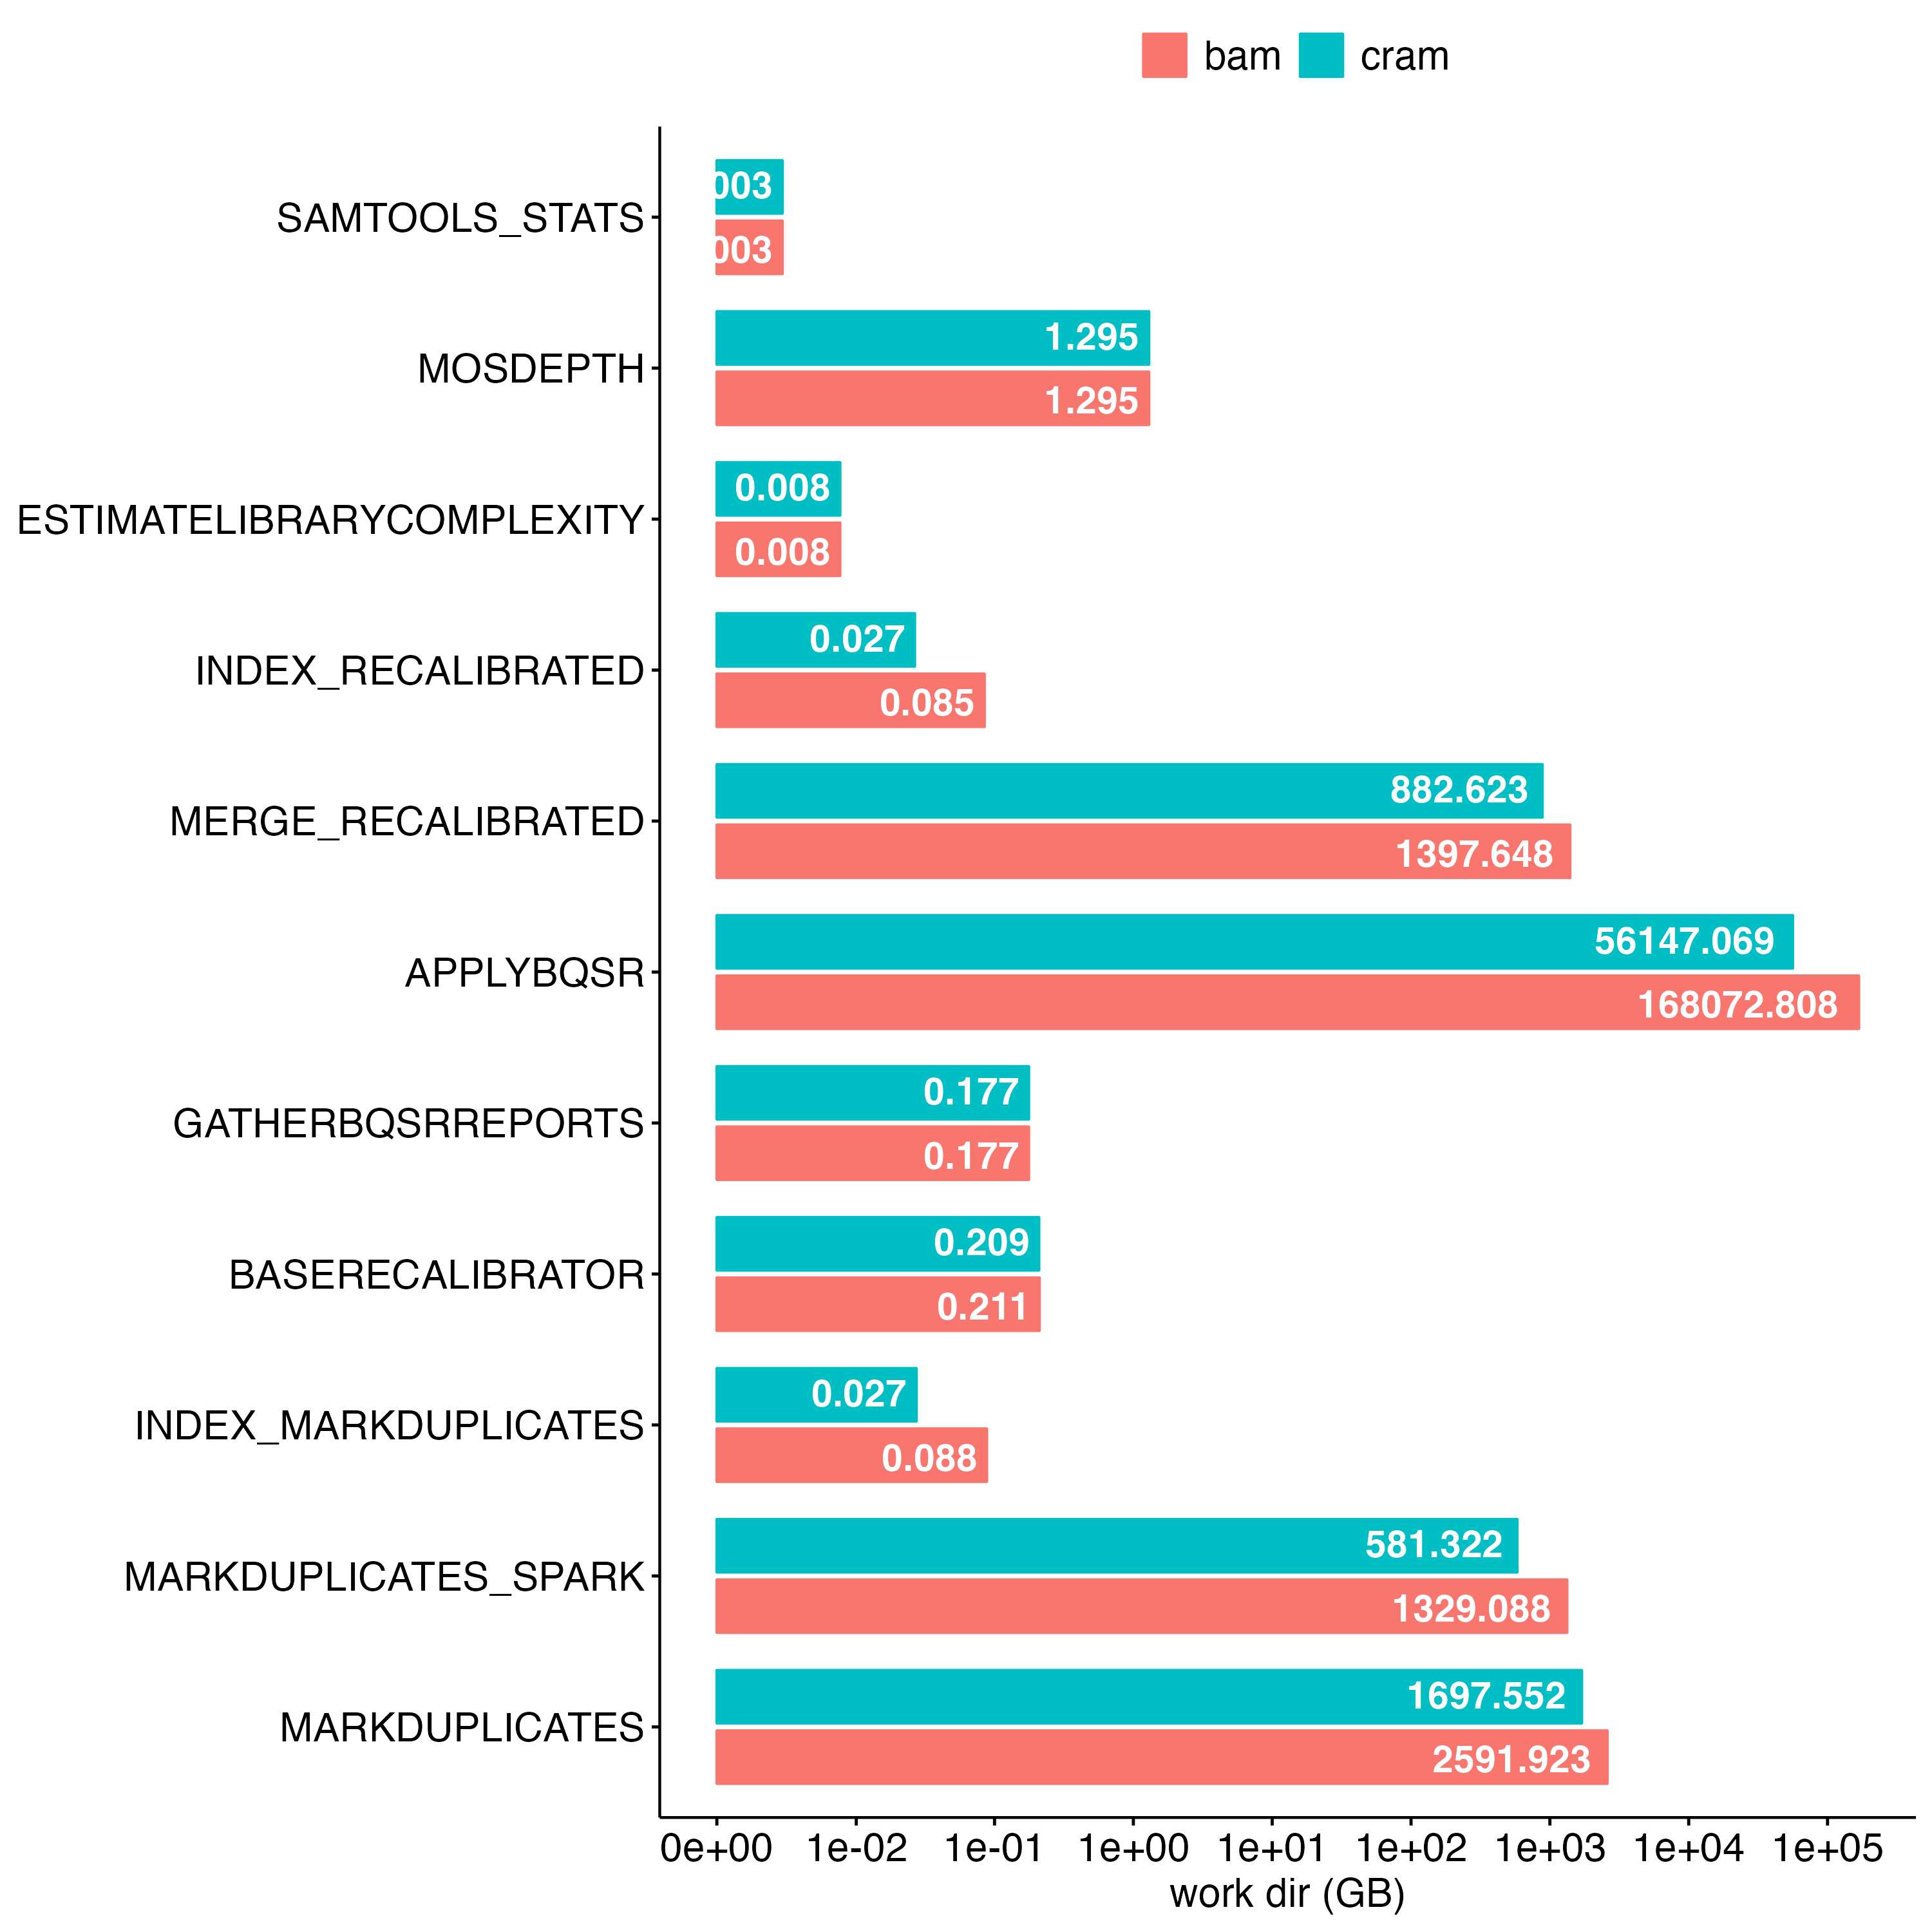 bam cram
SAMTOOLS_STATS
003
003
MOSDEPTH
1.295
1.295
ESTIMATELIBRARYCOMPLEXITY
0.008
0.008
INDEX_RECALIBRATED
0.027
0.085
MERGE_RECALIBRATED
882.623
1397.648
APPLYBQSR
56147.069
168072.808
GATHERBQSRREPORTS
0.177
0.177
BASERECALIBRATOR
0.209
0.211
INDEX_MARKDUPLICATES
0.027
0.088
MARKDUPLICATES_SPARK
581.322
1329.088
MARKDUPLICATES
1697.552
2591.923
0e+00 1e-02 1e-01 1e+00 1e+01 1e+02 1e+03 1e+04 1e+05
work dir (GB)